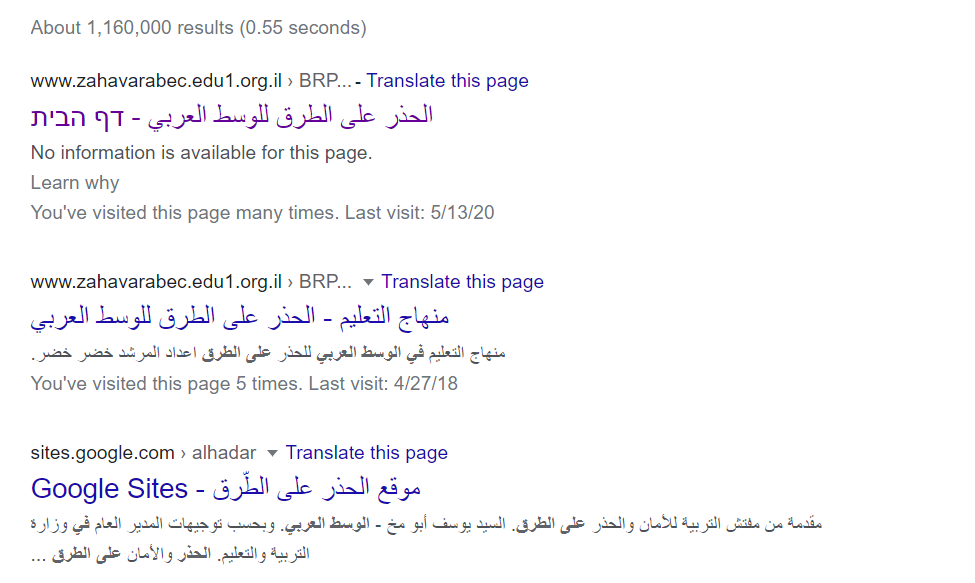 About 1,160,000 results (0.55 seconds)
www.zahavarabec.edu1.org.il › BRP... - Translate this page
الحذر على الطرق للوسط العربي - דף הבית
No information is available for this page.
Learn why
You've visited this page many times. Last visit: 5/13/20
www.zahavarabec.edu1.org.il › BRP... Translate this page
منهاج التعليم - الحذر على الطرق للوسط العربي
منهاج التعليم في الوسط العربي للحذر على الطرق اعداد المرشد خضر خضر.
You've visited this page 5 times. Last visit: 4/27/18
sites.google.com › alhadar Translate this page
موقع الحذر على الطّرق - Google Sites
مقدمة من مفتش التربية للأمان والحذر على الطرق. السيد يوسف أبو مخ - الوسط العربي. وبحسب توجيهات المدير العام في وزارة
التربية والتعليم. الحذر والأمان على الطرق ...